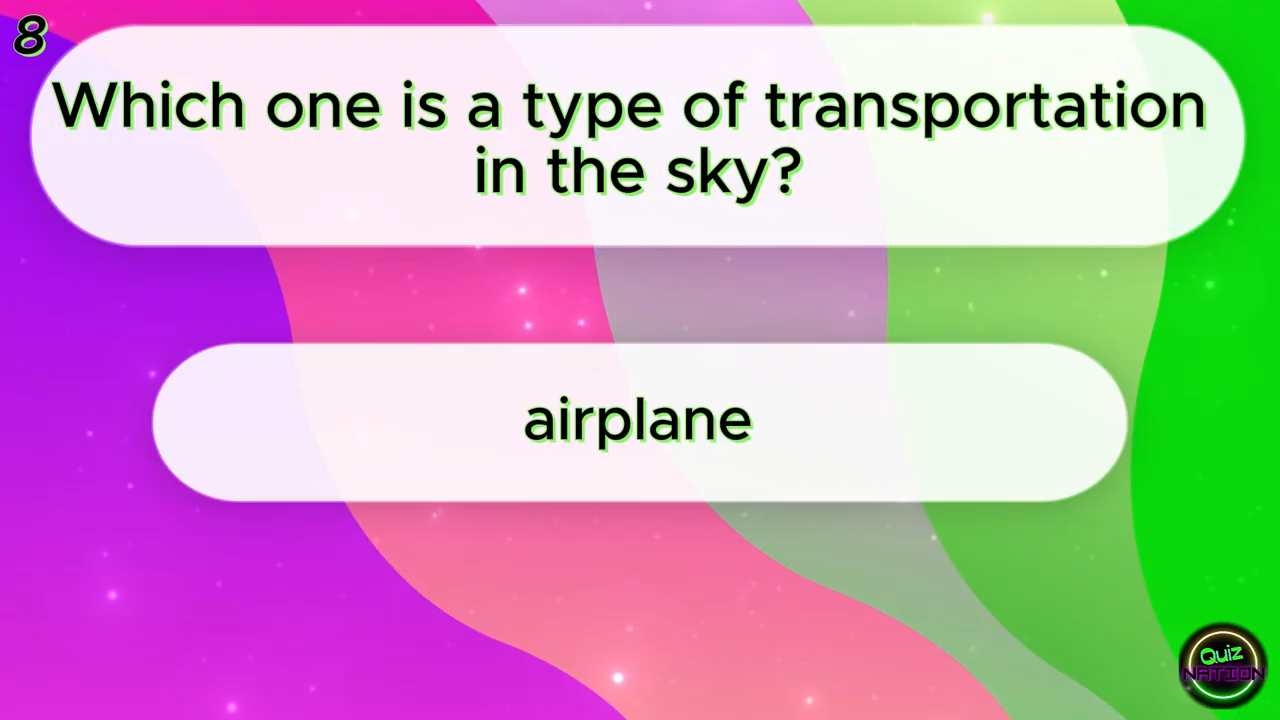 8
Which one is a type of transportation
in the sky?
airplane
Quiz
NATION